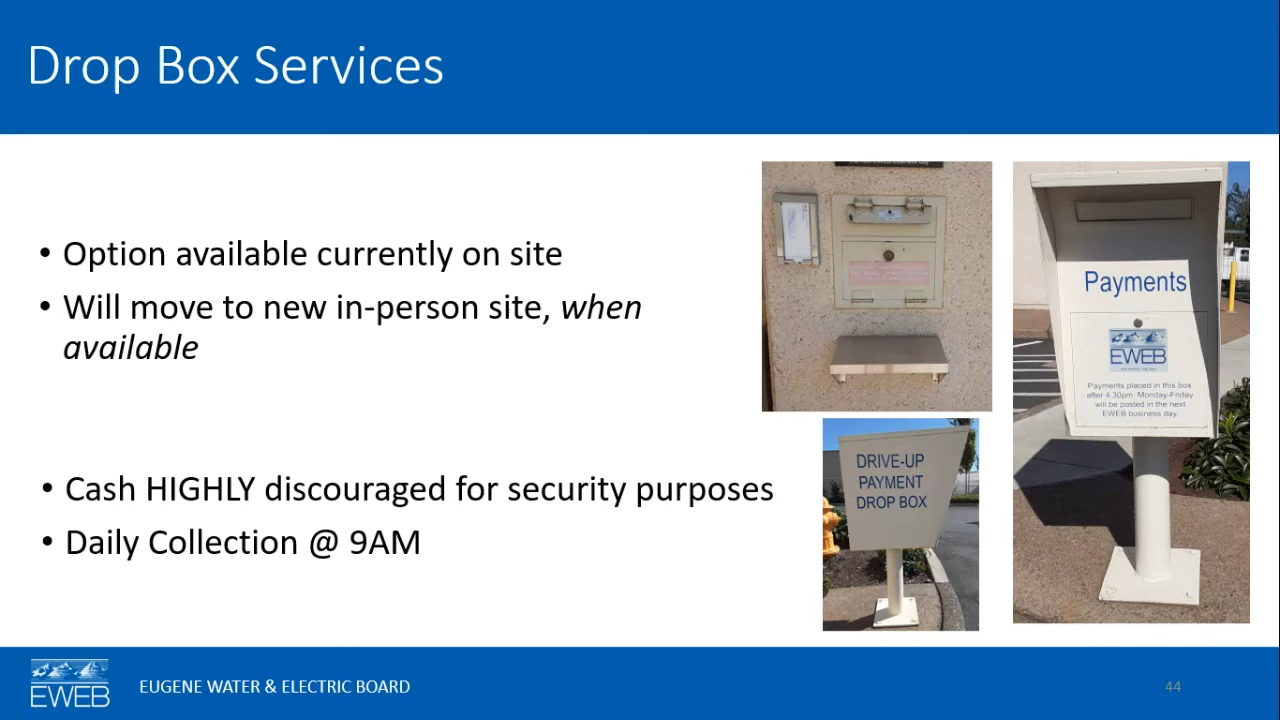 Drop Box Services
• Option available currently on site
• Will move to new in-person site, when
available
• Cash HIGHLY discouraged for security purposes
• Daily Collection @ 9AM
Payments
EWEB
Payments placed in this box
after 4:30pm Monday-Friday
will be posted in the next
EWEB business day.
DRIVE-UP
PAYMENT
DROP BOX
EWEB
EUGENE WATER & ELECTRIC BOARD
44